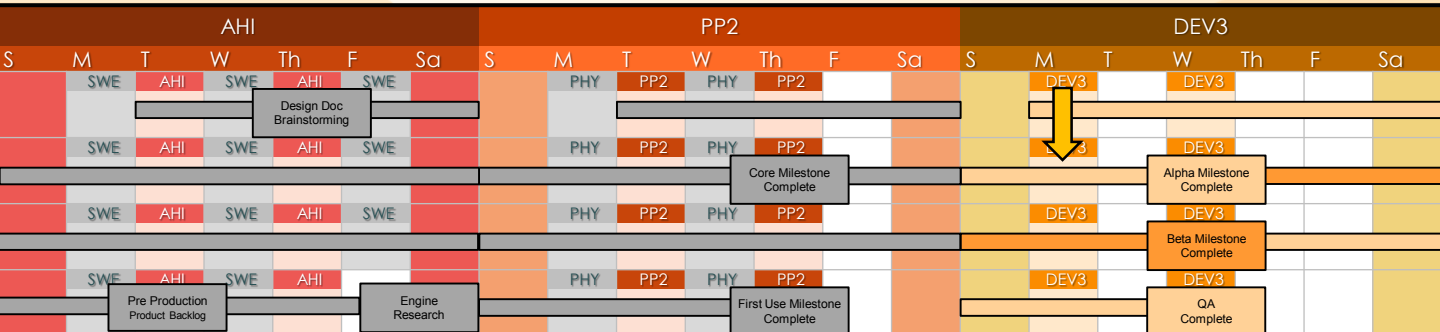 AHI PP2 DEV3
S M T W Th F Sa S M T W Th F Sa S M T W Th F Sa
SWE AHI SWE AHI SWE PHY PP2 PHY PP2 DEV3 DEV3
Design Doc
Brainstorming
SWE AHI SWE AHI SWE PHY PP2 PHY PP2 DEV3
Core Milestone
Complete
Alpha Milestone
Complete
SWE AHI SWE AHI SWE PHY PP2 PHY PP2 DEV3 DEV3
Beta Milestone
Complete
SWE AHI SWE AHI PHY PP2 PHY PP2 DEV3 DEV3
Pre Production
Product Backlog
Engine
Research
First Use Milestone
Complete
QA
Complete